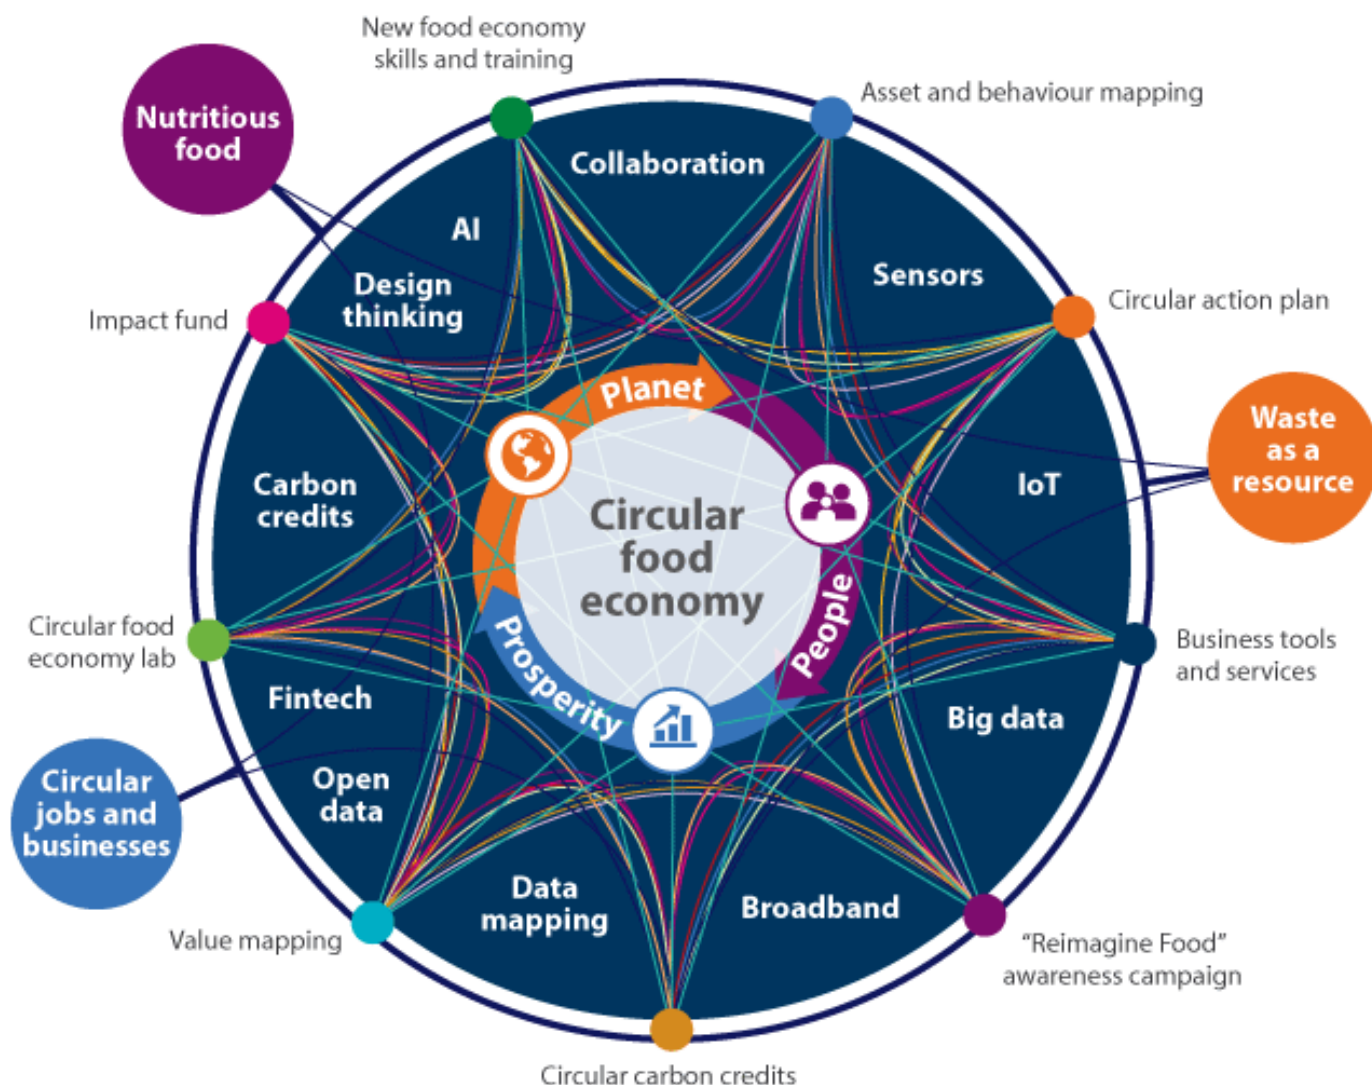 New food economy
skills and training
Asset and behaviour mapping
Nutritious
food
Collaboration
AI
Sensors
Design
thinking
Impact fund
Circular action plan
Planet
Waste
as a
resource
Carbon
credits
IoT
Circular
food
economy
People
Prosperity
Circular food
economy lab
Business tools
and services
Fintech
Big data
Open
data
Circular
jobs and
businesses
Data
mapping
Broadband
Value mapping
“Reimagine Food”
awareness campaign
Circular carbon credits